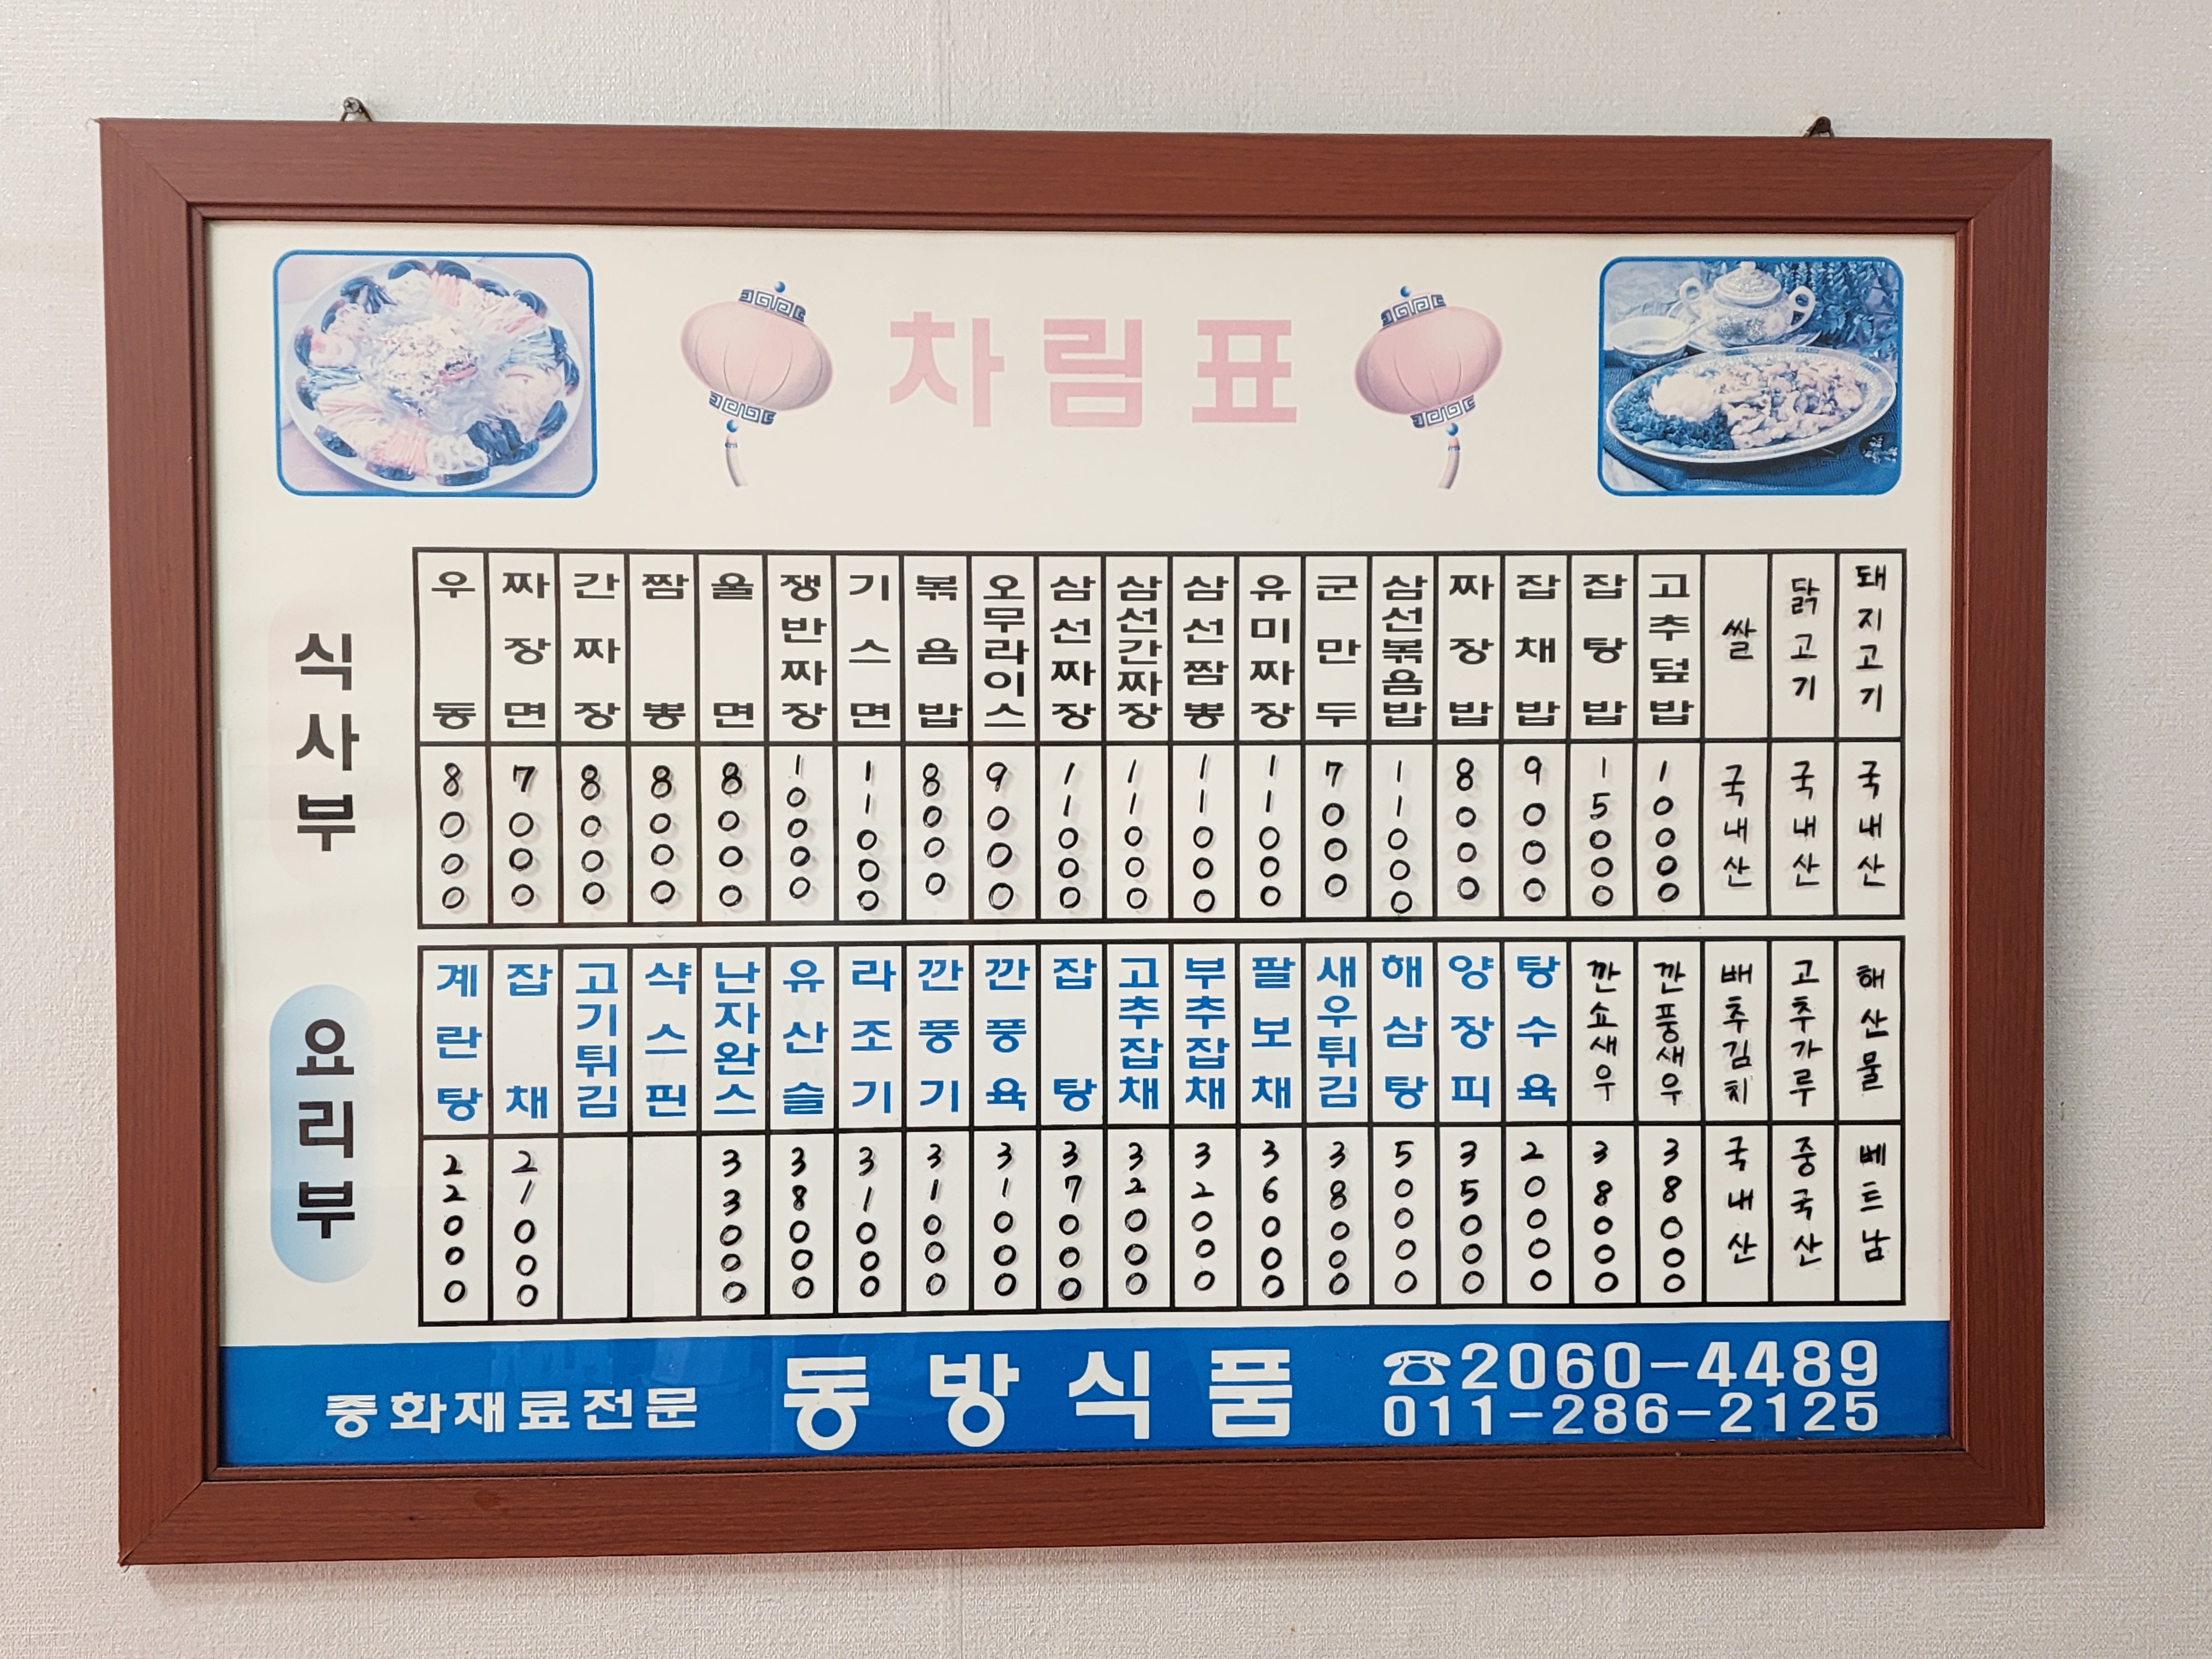 차림표
식사부
우동 8000
짜장면 7000
간짜장 8000
짬뽕 8000
울면 8000
쟁반짜장 10000
기스면 11000
볶음밥 8000
오무라이스 9000
삼선짜장 11000
삼선간짜장 11000
삼선짬뽕 11000
유미짜장 11000
군만두 7000
삼선볶음밥 11000
짜장밥 8000
잡채밥 9000
잡탕밥 15000
고추덮밥 10000
쌀 국내산
닭고기 국내산
돼지고기 국내산
요리부
계란탕 22000
잡채 21000
고기튀김
샥스핀
난자완스 33000
유산슬 38000
라조기 31000
깐풍기 31000
깐풍육 31000
잡탕 37000
고추잡채 32000
부추잡채 32000
팔보채 36000
새우튀김 38000
해삼탕 50000
양장피 35000
탕수육 20000
깐쇼새우 38000
깐풍새우 38000
배추김치 국내산
고추가루 중국산
해산물 베트남
중화재료전문 동방식품 ☎2060-4489
011-286-2125